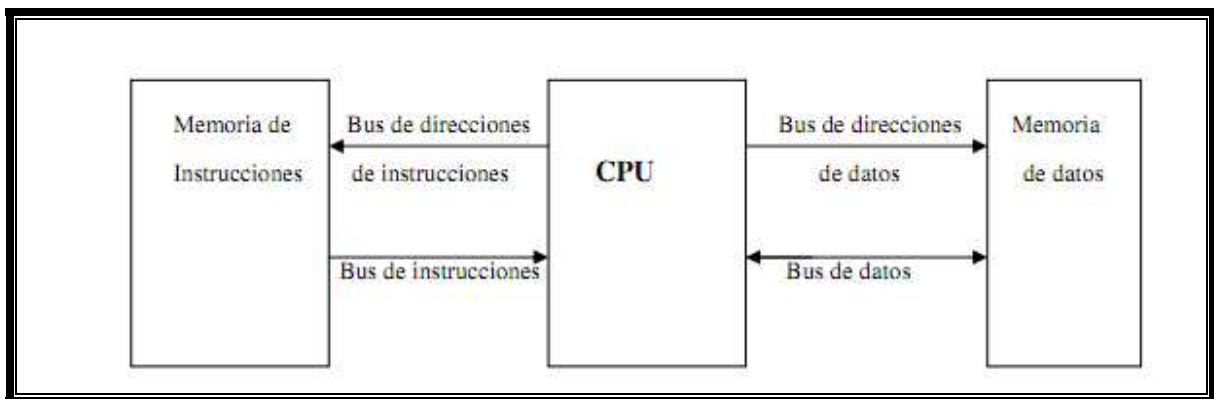 Memoria de
Instrucciones
Bus de direcciones
de instrucciones
Bus de instrucciones
CPU
Bus de direcciones
de datos
Bus de datos
Memoria
de datos